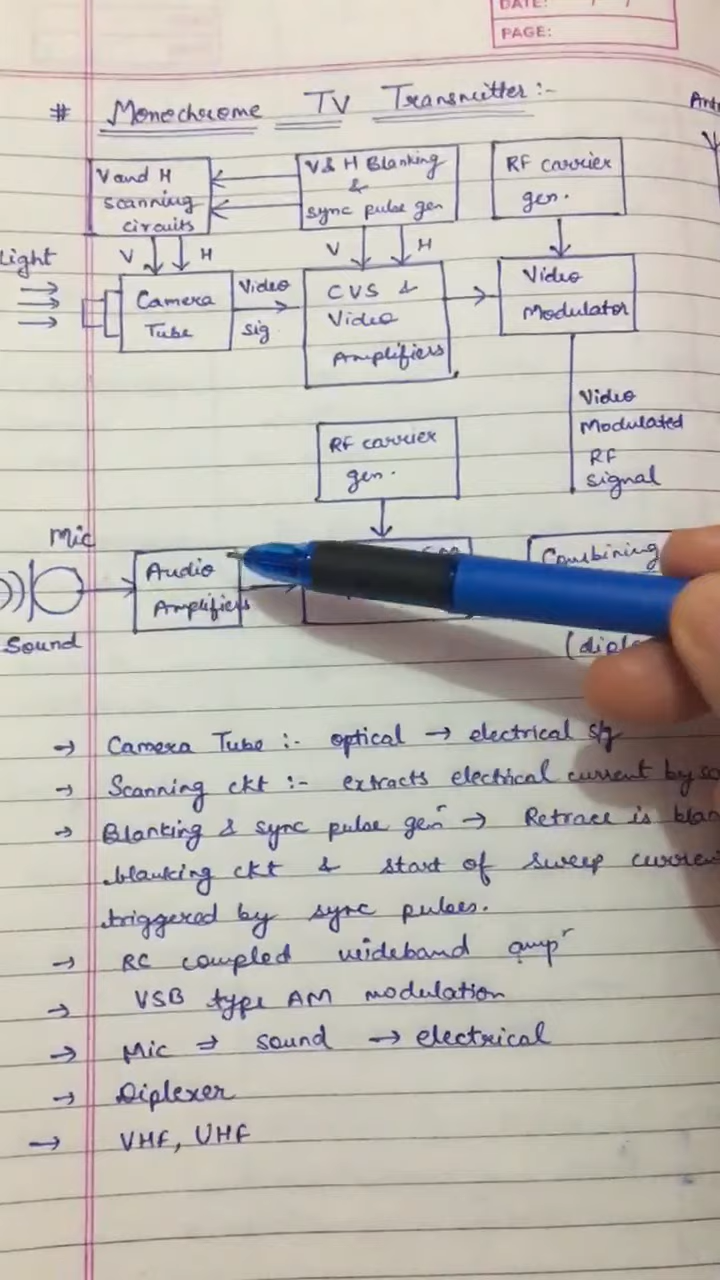 DATE:
PAGE:
# Monochrome TV Transmitter :-
V and H
scanning
circuits
V & H Blanking
&
sync pulse gen
RF carrier
gen.
Light
V H
V H
Camera
Tube
Video
sig
CVS &
Video
Amplifiers
Video
Modulator
Video
Modulated
RF
signal
RF carrier
gen.
Mic
Sound
Audio
Amplifiers
Combining
→ Camera Tube :- optical → electrical sig
→ Scanning ckt :- extracts electrical current by
→ Blanking & sync pulse genr → Retrace is
blanking ckt & start of sweep
triggered by sync pulses.
→ RC coupled wideband ampr
→ VSB type AM modulation
→ Mic ⇒ sound → electrical
→ Diplexer
→ VHF, UHF